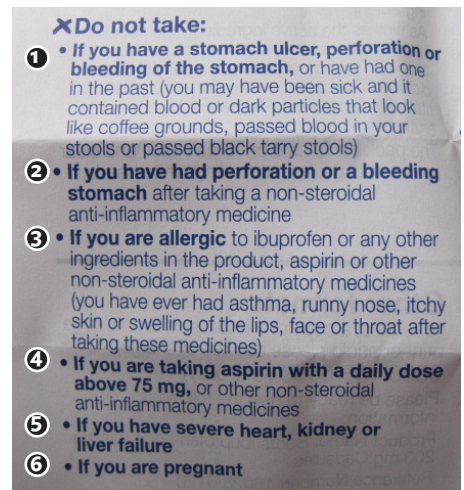 ✗Do not take:
❶ • If you have a stomach ulcer, perforation or
bleeding of the stomach, or have had one
in the past (you may have been sick and it
contained blood or dark particles that look
like coffee grounds, passed blood in your
stools or passed black tarry stools)
❷ • If you have had perforation or a bleeding
stomach after taking a non-steroidal
anti-inflammatory medicine
❸ • If you are allergic to ibuprofen or any other
ingredients in the product, aspirin or other
non-steroidal anti-inflammatory medicines
(you have ever had asthma, runny nose, itchy
skin or swelling of the lips, face or throat after
taking these medicines)
❹ • If you are taking aspirin with a daily dose
above 75 mg, or other non-steroidal
anti-inflammatory medicines
❺ • If you have severe heart, kidney or
liver failure
❻ • If you are pregnant